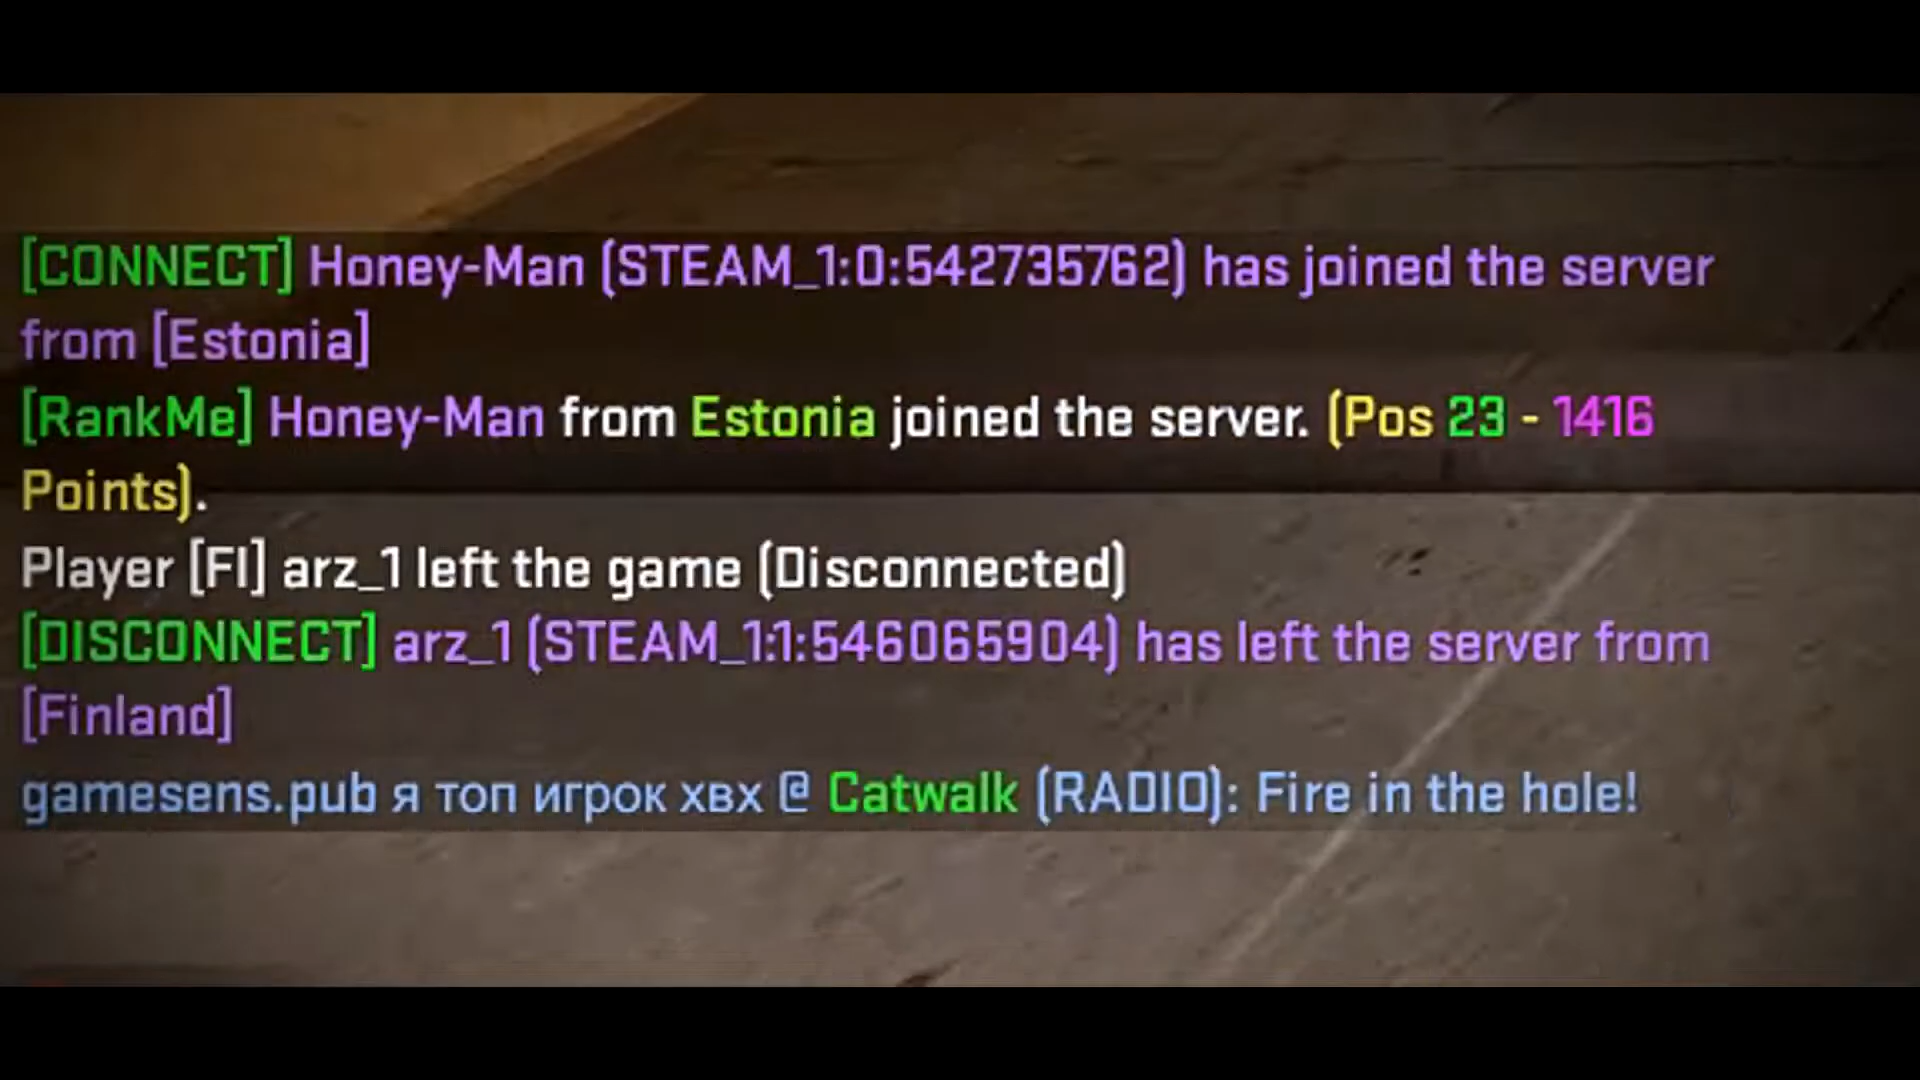 [CONNECT] Honey-Man (STEAM_1:0:542735762) has joined the server
from [Estonia]
[RankMe] Honey-Man from Estonia joined the server. (Pos 23 - 1416
Points).
Player [FI] arz_1 left the game (Disconnected)
[DISCONNECT] arz_1 (STEAM_1:1:546065904) has left the server from
[Finland]
gamesens.pub я топ игрок хвх @ Catwalk (RADIO): Fire in the hole!